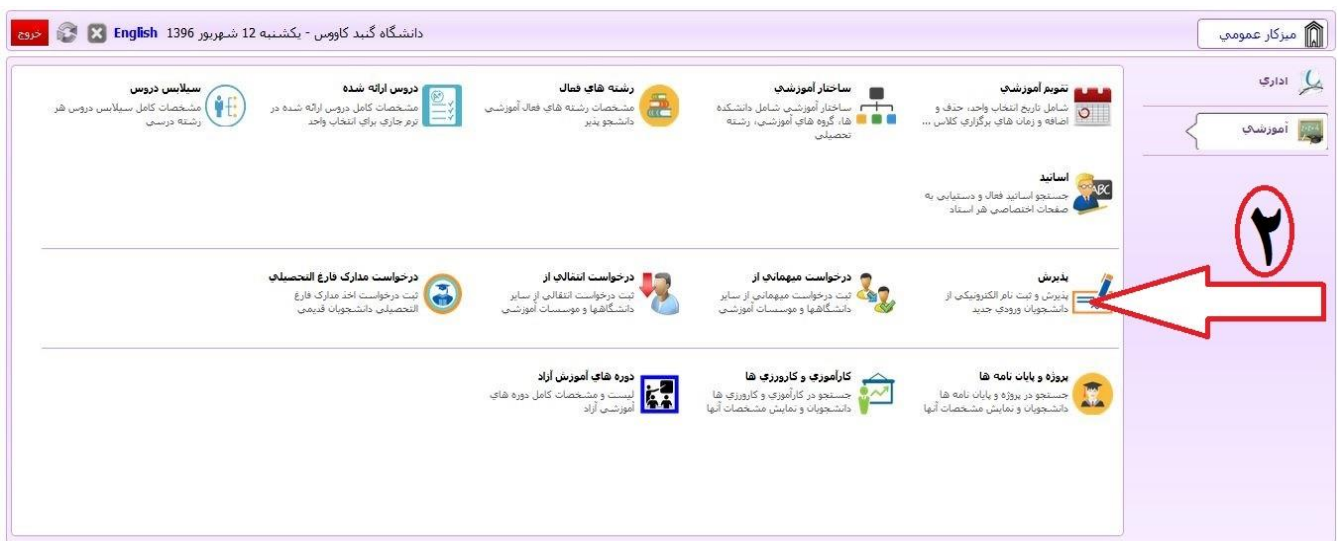 ميزكار عمومي
دانشگاه گنبد کاووس - یکشنبه 12 شهریور 1396 English خروج
اداري
آموزشي
تقويم آموزشي
شامل تاريخ انتخاب واحد، حذف و
اضافه و زمان هاي برگزاري كلاس ...
ساختار آموزشي
ساختار آموزشي شامل دانشكده
ها، گروه هاي آموزشي، رشته
تحصيلي
رشته هاي فعال
مشخصات رشته هاي فعال آموزشي
دانشجو پذير
دروس ارائه شده
مشخصات كامل دروس ارائه شده در
ترم جاري براي انتخاب واحد
سيلابس دروس
مشخصات كامل سيلابس دروس هر
رشته درسي
اساتيد
جستجو اساتيد فعال و دستيابي به
صفحات اختصاصي هر استاد
ABC
۲
پذيرش
پذيرش و ثبت نام الكترونيكي از
دانشجويان ورودي جديد
درخواست ميهماني از
ثبت درخواست ميهماني از ساير
دانشگاهها و موسسات آموزشي
درخواست انتقالي از
ثبت درخواست انتقالي از ساير
دانشگاهها و موسسات آموزشي
درخواست مدارک فارغ التحصيلي
ثبت درخواست اخذ مدارک فارغ
التحصيلي دانشجويان قديمي
پروژه و پايان نامه ها
جستجو در پروژه و پايان نامه ها
دانشجويان و نمايش مشخصات آنها
كارآموزي و كارورزي ها
جستجو در كارآموزي و كارورزي ها
دانشجويان و نمايش مشخصات آنها
دوره هاي آموزش آزاد
ليست و مشخصات كامل دوره هاي
آموزشي آزاد